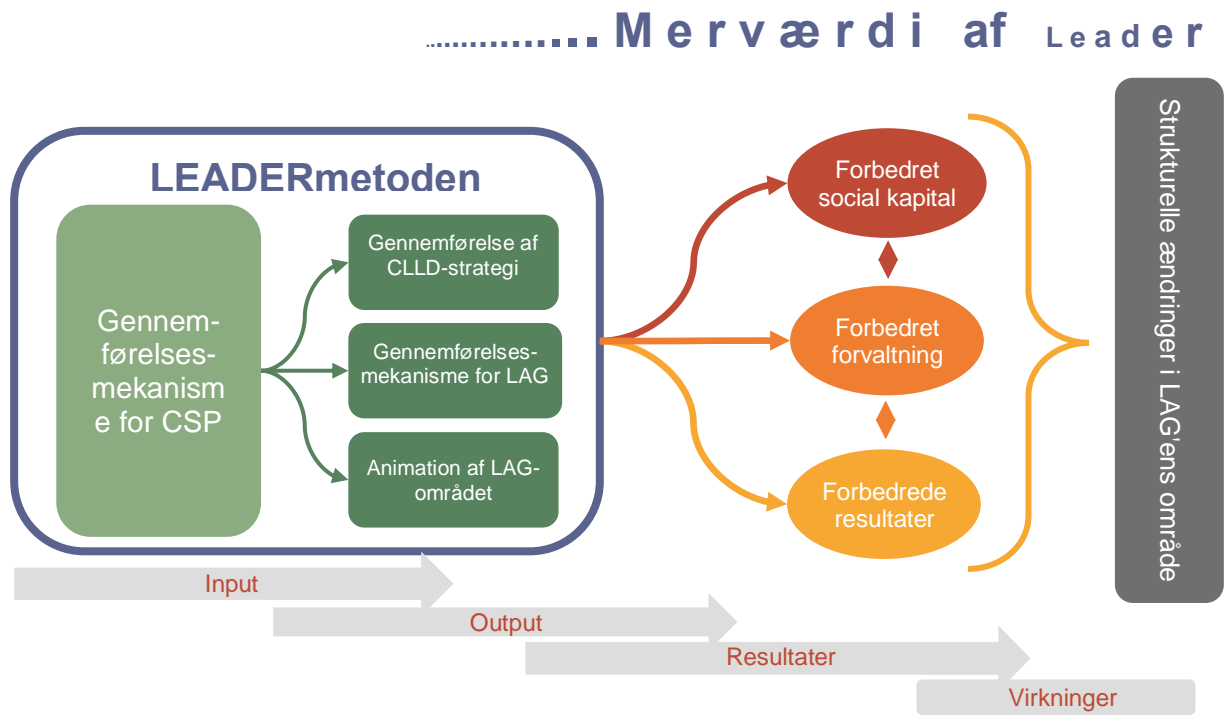 Merværdi af Leader
LEADERmetoden
Gennem-
førelses-
mekanism
e for CSP
Gennemførelse af
CLLD-strategi
Gennemførelses-
mekanisme for LAG
Animation af LAG-
området
Forbedret
social kapital
Forbedret
forvaltning
Forbedrede
resultater
Strukturelle ændringer i LAG'ens område
Input
Output
Resultater
Virkninger